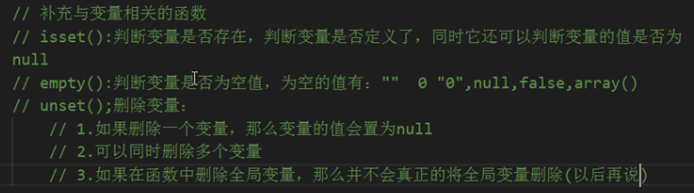 // 补充与变量相关的函数
// isset():判断变量是否存在，判断变量是否定义了，同时它还可以判断变量的值是否为
null
// empty():判断变量是否为空值，为空的值有：""  0 "0",null,false,array()
// unset();删除变量：
// 1.如果删除一个变量，那么变量的值会置为null
// 2.可以同时删除多个变量
// 3.如果在函数中删除全局变量，那么并不会真正的将全局变量删除(以后再说)